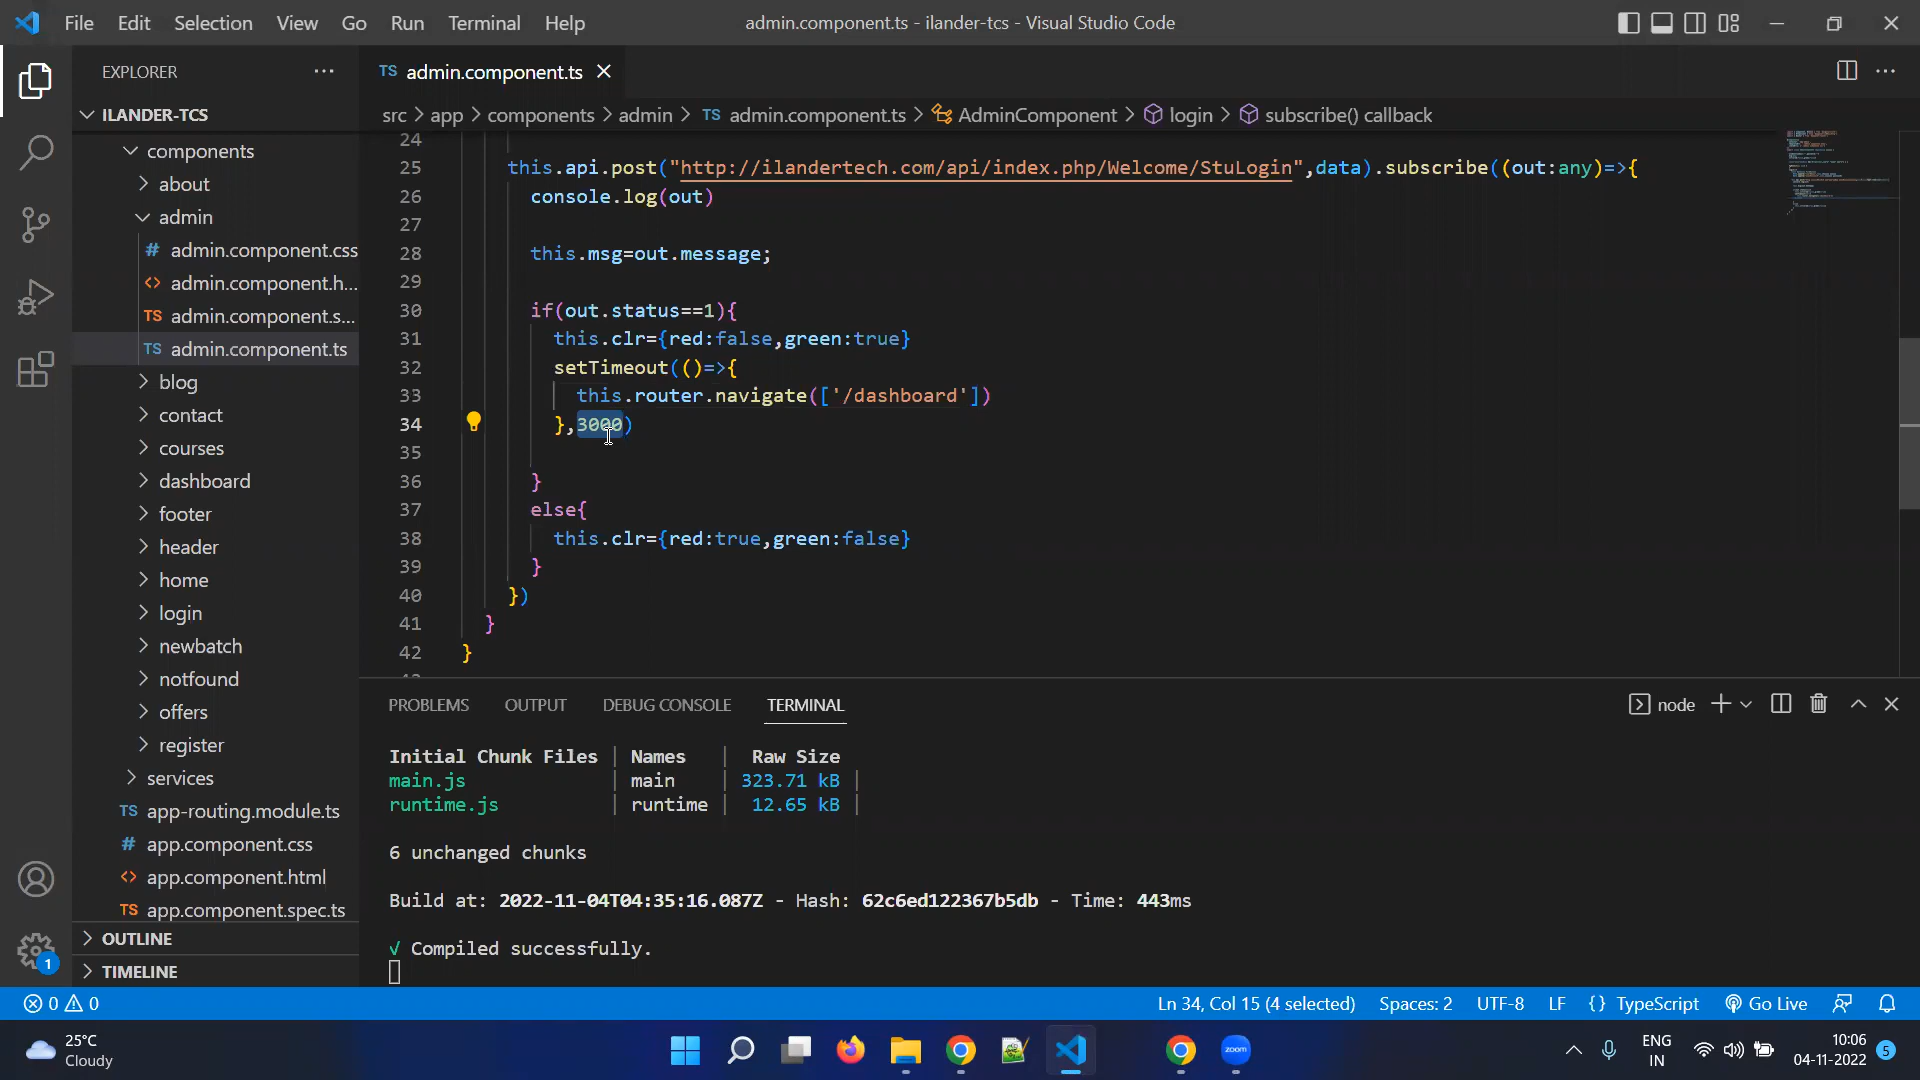 File Edit Selection View Go Run Terminal Help
admin.component.ts - ilander-tcs - Visual Studio Code
EXPLORER ···
TS admin.component.ts
ILANDER-TCS
src > app > components > admin > TS admin.component.ts > AdminComponent > login > subscribe() callback
components
about
admin
# admin.component.css
<> admin.component.h...
TS admin.component.s...
TS admin.component.ts
blog
contact
courses
dashboard
footer
header
home
login
newbatch
notfound
offers
register
services
TS app-routing.module.ts
# app.component.css
<> app.component.html
TS app.component.spec.ts
OUTLINE
TIMELINE
24
25 this.api.post("http://ilandertech.com/api/index.php/Welcome/StuLogin",data).subscribe((out:any)=>{
26 console.log(out)
27
28 this.msg=out.message;
29
30 if(out.status==1){
31 this.clr={red:false,green:true}
32 setTimeout(()=>{
33 this.router.navigate(['/dashboard'])
34 },3000)
35
36 }
37 else{
38 this.clr={red:true,green:false}
39 }
40 })
41 }
42 }
PROBLEMS OUTPUT DEBUG CONSOLE TERMINAL
node
Initial Chunk Files | Names | Raw Size
main.js | main | 323.71 kB |
runtime.js | runtime | 12.65 kB |
6 unchanged chunks
Build at: 2022-11-04T04:35:16.087Z - Hash: 62c6ed122367b5db - Time: 443ms
√ Compiled successfully.
1
0 0
Ln 34, Col 15 (4 selected) Spaces: 2 UTF-8 LF {} TypeScript Go Live
25°C
Cloudy
zoom
ENG
IN
10:06
04-11-2022
5